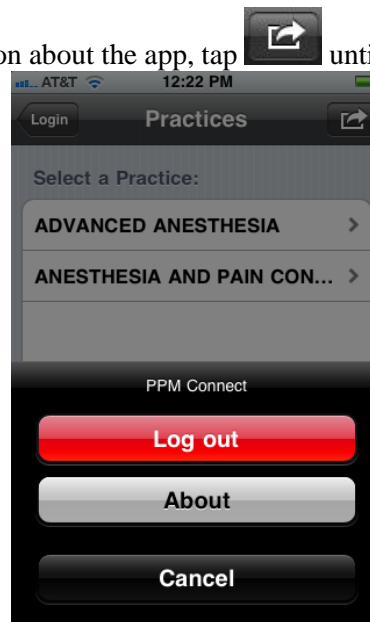 on about the app, tap unti
AT&T 12:22 PM
Login Practices
Select a Practice:
ADVANCED ANESTHESIA
ANESTHESIA AND PAIN CON...
PPM Connect
Log out
About
Cancel